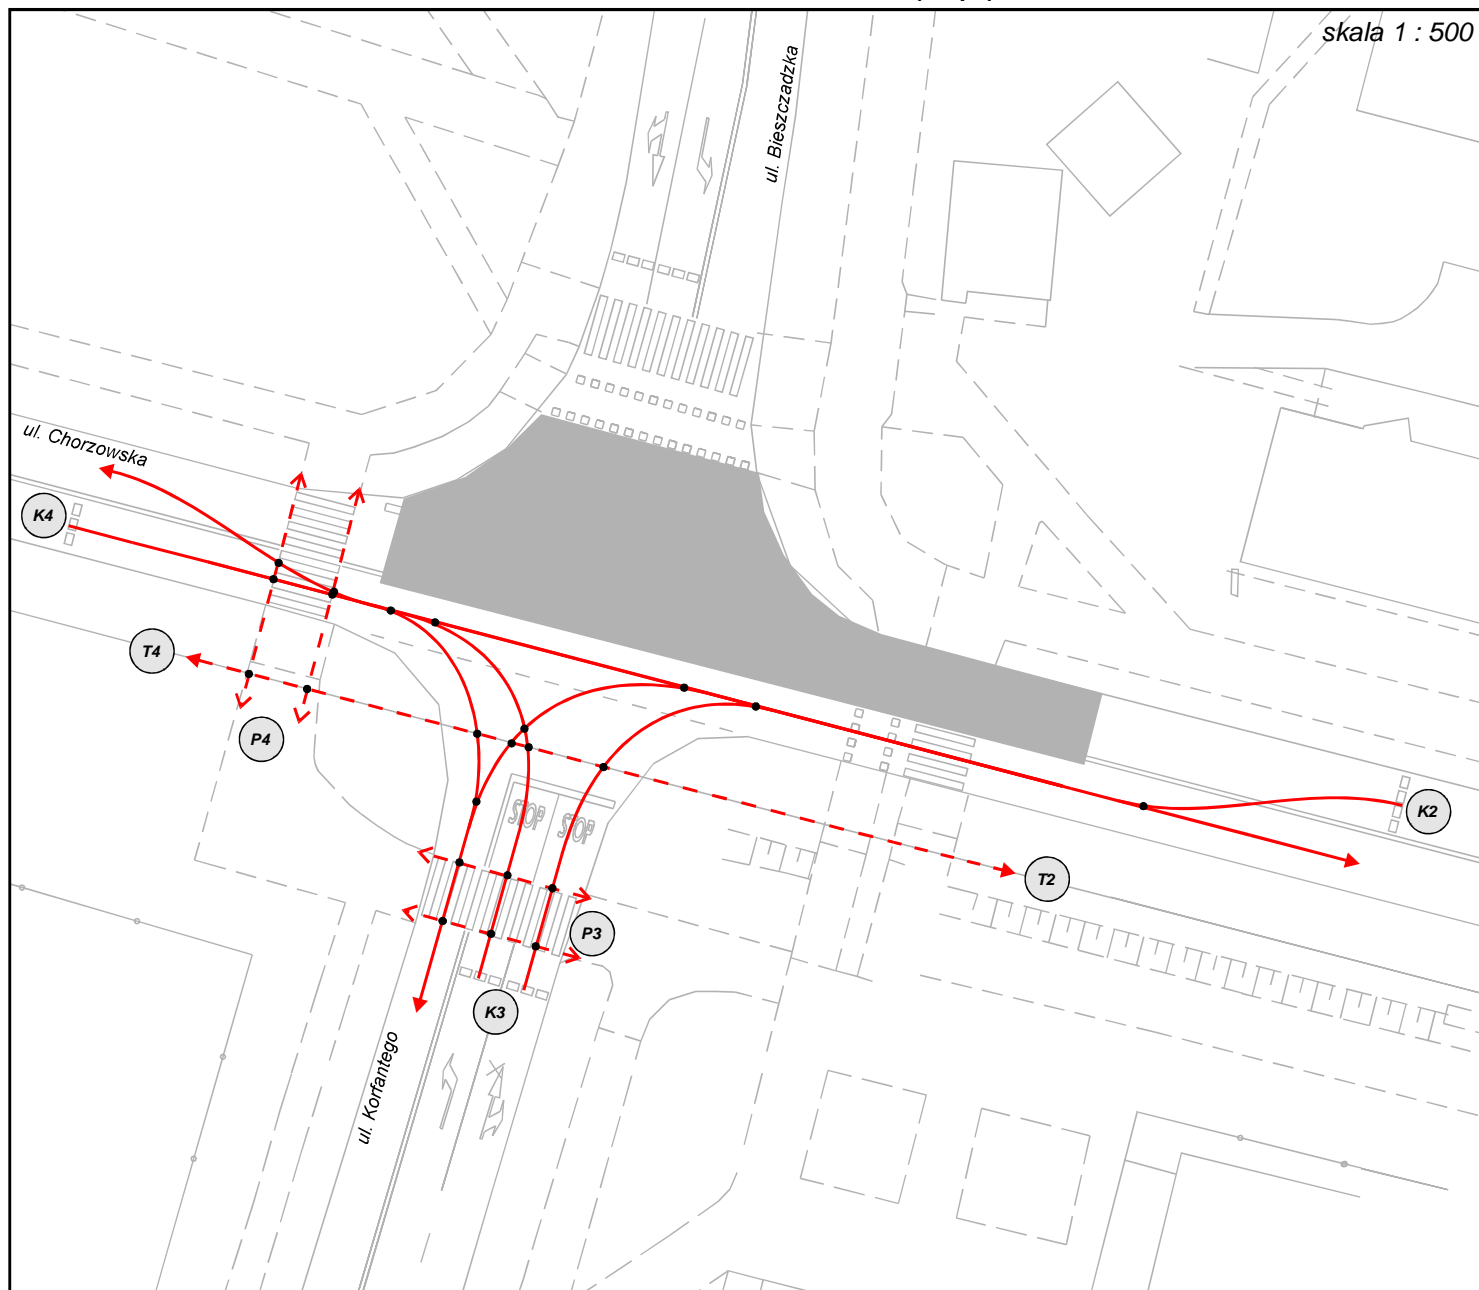 skala 1 : 500
ul. Bieszczadzka
ul. Chorzowska
K4
T4
P4
K2
T2
STOP
STOP
P3
K3
ul. Korfantego